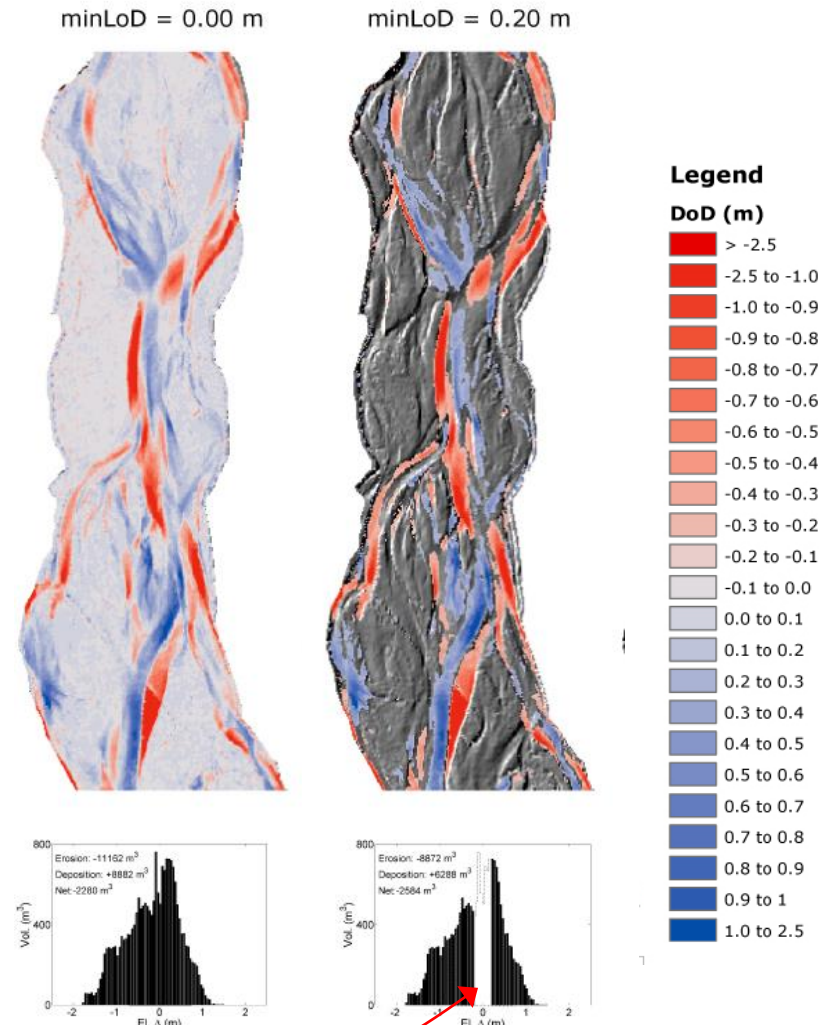 minLoD = 0.00 m
minLoD = 0.20 m
Legend
DoD (m)
> -2.5
-2.5 to -1.0
-1.0 to -0.9
-0.9 to -0.8
-0.8 to -0.7
-0.7 to -0.6
-0.6 to -0.5
-0.5 to -0.4
-0.4 to -0.3
-0.3 to -0.2
-0.2 to -0.1
-0.1 to 0.0
0.0 to 0.1
0.1 to 0.2
0.2 to 0.3
0.3 to 0.4
0.4 to 0.5
0.5 to 0.6
0.6 to 0.7
0.7 to 0.8
0.8 to 0.9
0.9 to 1
1.0 to 2.5
800
Erosion: -11162 m³
Deposition: +8882 m³
Net:-2280 m³
Vol. (m³)
400
0
-2 -1 0 1 2
El. Δ (m)
800
Erosion: -8872 m³
Deposition: +6288 m³
Net: -2584 m³
Vol. (m³)
400
0
-2 -1 0 1 2
El. Δ (m)